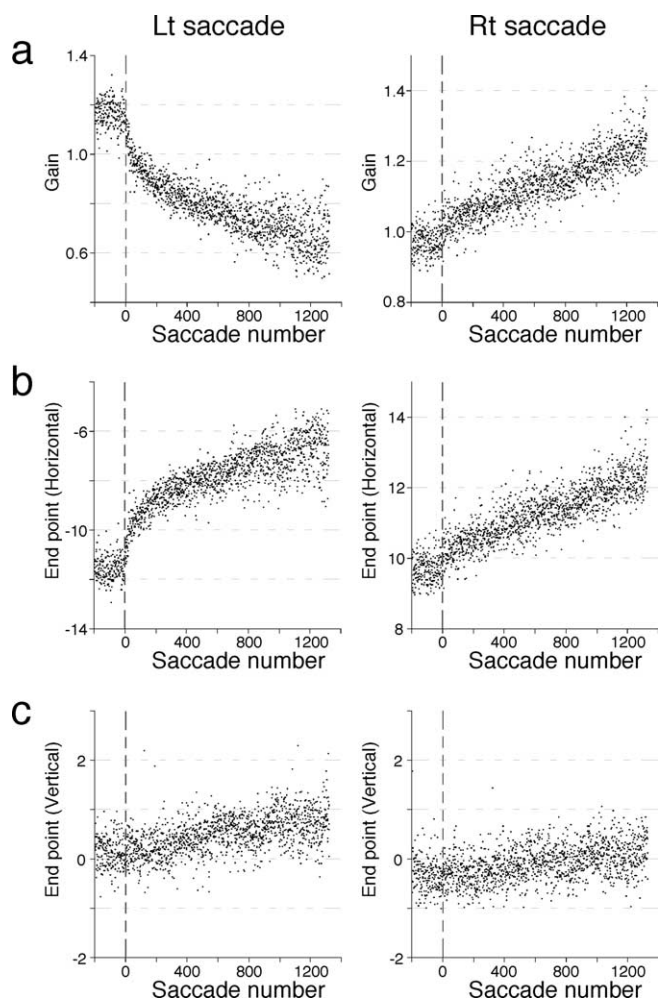 Lt saccade Rt saccade
a
1.4
1.0
0.6
Gain
0 400 800 1200
Saccade number
1.4
1.2
1.0
0.8
Gain
0 400 800 1200
Saccade number
b
-6
-10
-14
End point (Horizontal)
0 400 800 1200
Saccade number
14
12
10
8
End point (Horizontal)
0 400 800 1200
Saccade number
c
2
0
-2
End point (Vertical)
0 400 800 1200
Saccade number
2
0
-2
End point (Vertical)
0 400 800 1200
Saccade number